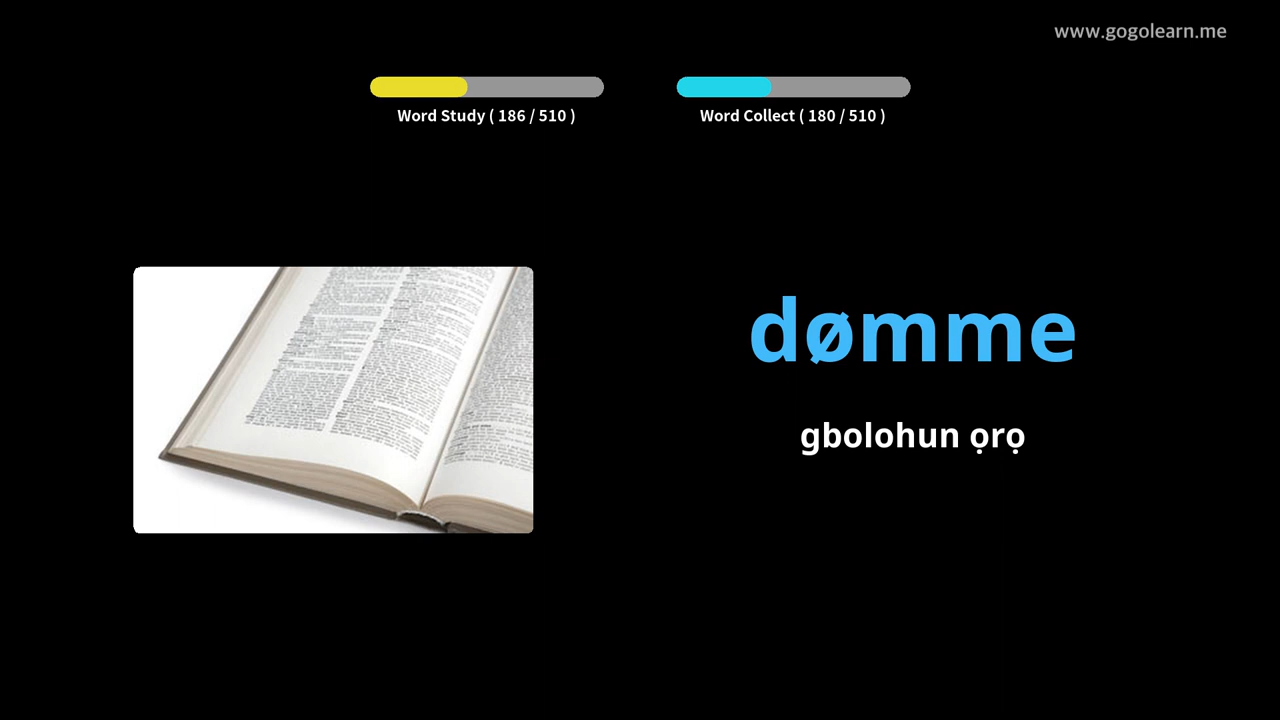 www.gogolearn.me
Word Study ( 186 / 510 )
Word Collect ( 180 / 510 )
dømme
gbolohun ọrọ